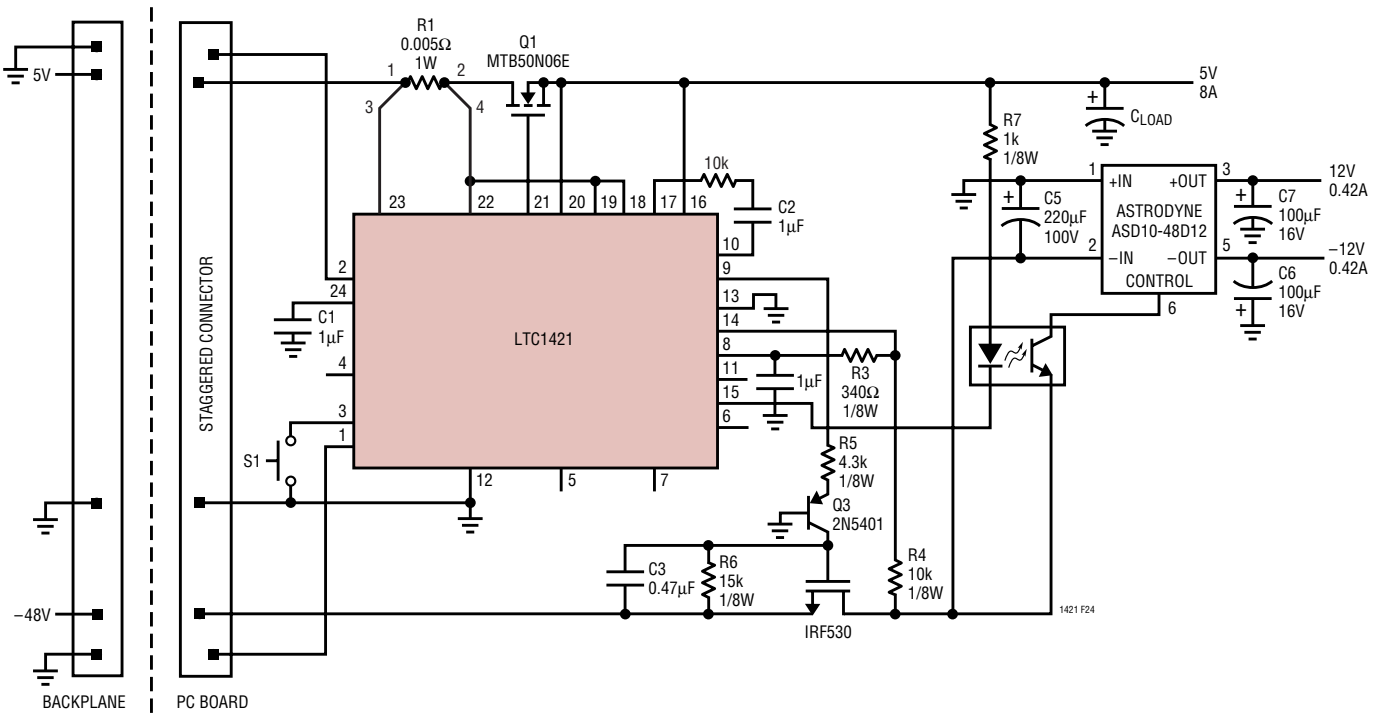 R1
0.005Ω
1W
Q1
MTB50N06E
1
2
3
4
5V
5V
8A
+
CLOAD
R7
1k
1/8W
10k
C2
1µF
23
22
21
20
19
18
17
16
10
9
13
14
8
11
15
6
2
24
4
3
1
12
5
7
LTC1421
C1
1µF
S1
STAGGERED CONNECTOR
1µF
R3
340Ω
1/8W
R5
4.3k
1/8W
Q3
2N5401
C3
0.47µF
R6
15k
1/8W
IRF530
R4
10k
1/8W
+
C5
220µF
100V
1
+IN
+OUT
3
ASTRODYNE
ASD10-48D12
2
–IN
–OUT
5
CONTROL
6
12V
0.42A
+
C7
100µF
16V
–12V
0.42A
C6
100µF
16V
+
–48V
1421 F24
BACKPLANE
PC BOARD